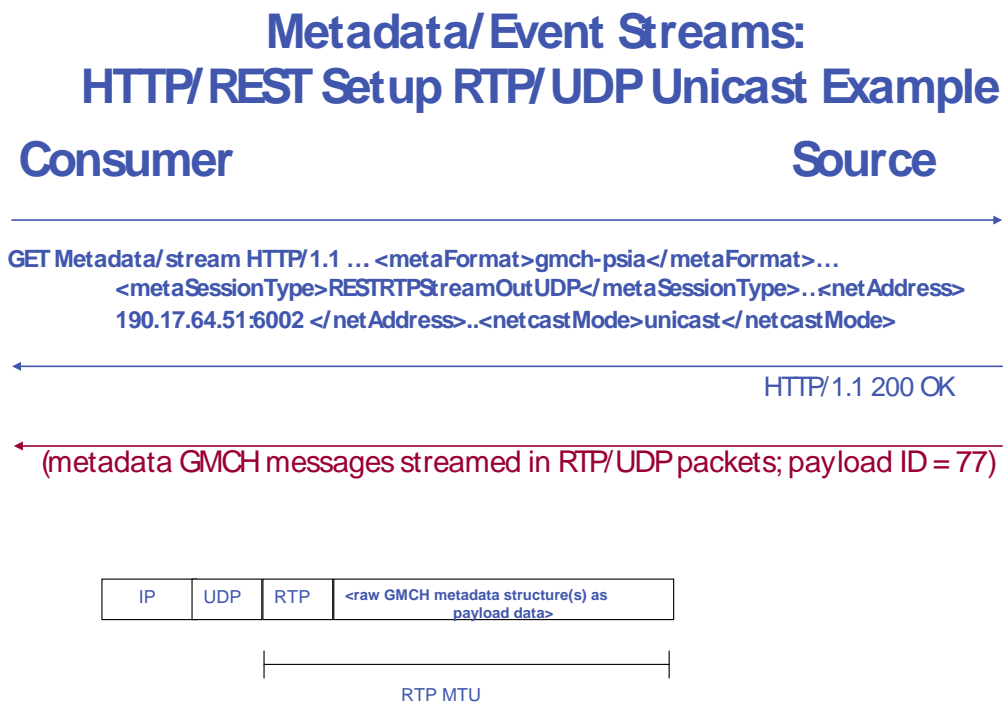 Metadata/Event Streams:
HTTP/REST Setup RTP/UDP Unicast Example
Consumer
Source
GET Metadata/stream HTTP/1.1 … <metaFormat>gmch-psia</metaFormat>…
<metaSessionType>RESTRTPStreamOutUDP</metaSessionType>…<netAddress>
190.17.64.51:6002 </netAddress>..<netcastMode>unicast</netcastMode>
HTTP/1.1 200 OK
(metadata GMCH messages streamed in RTP/UDP packets; payload ID = 77)
IP
UDP
RTP
<raw GMCH metadata structure(s) as
payload data>
RTP MTU